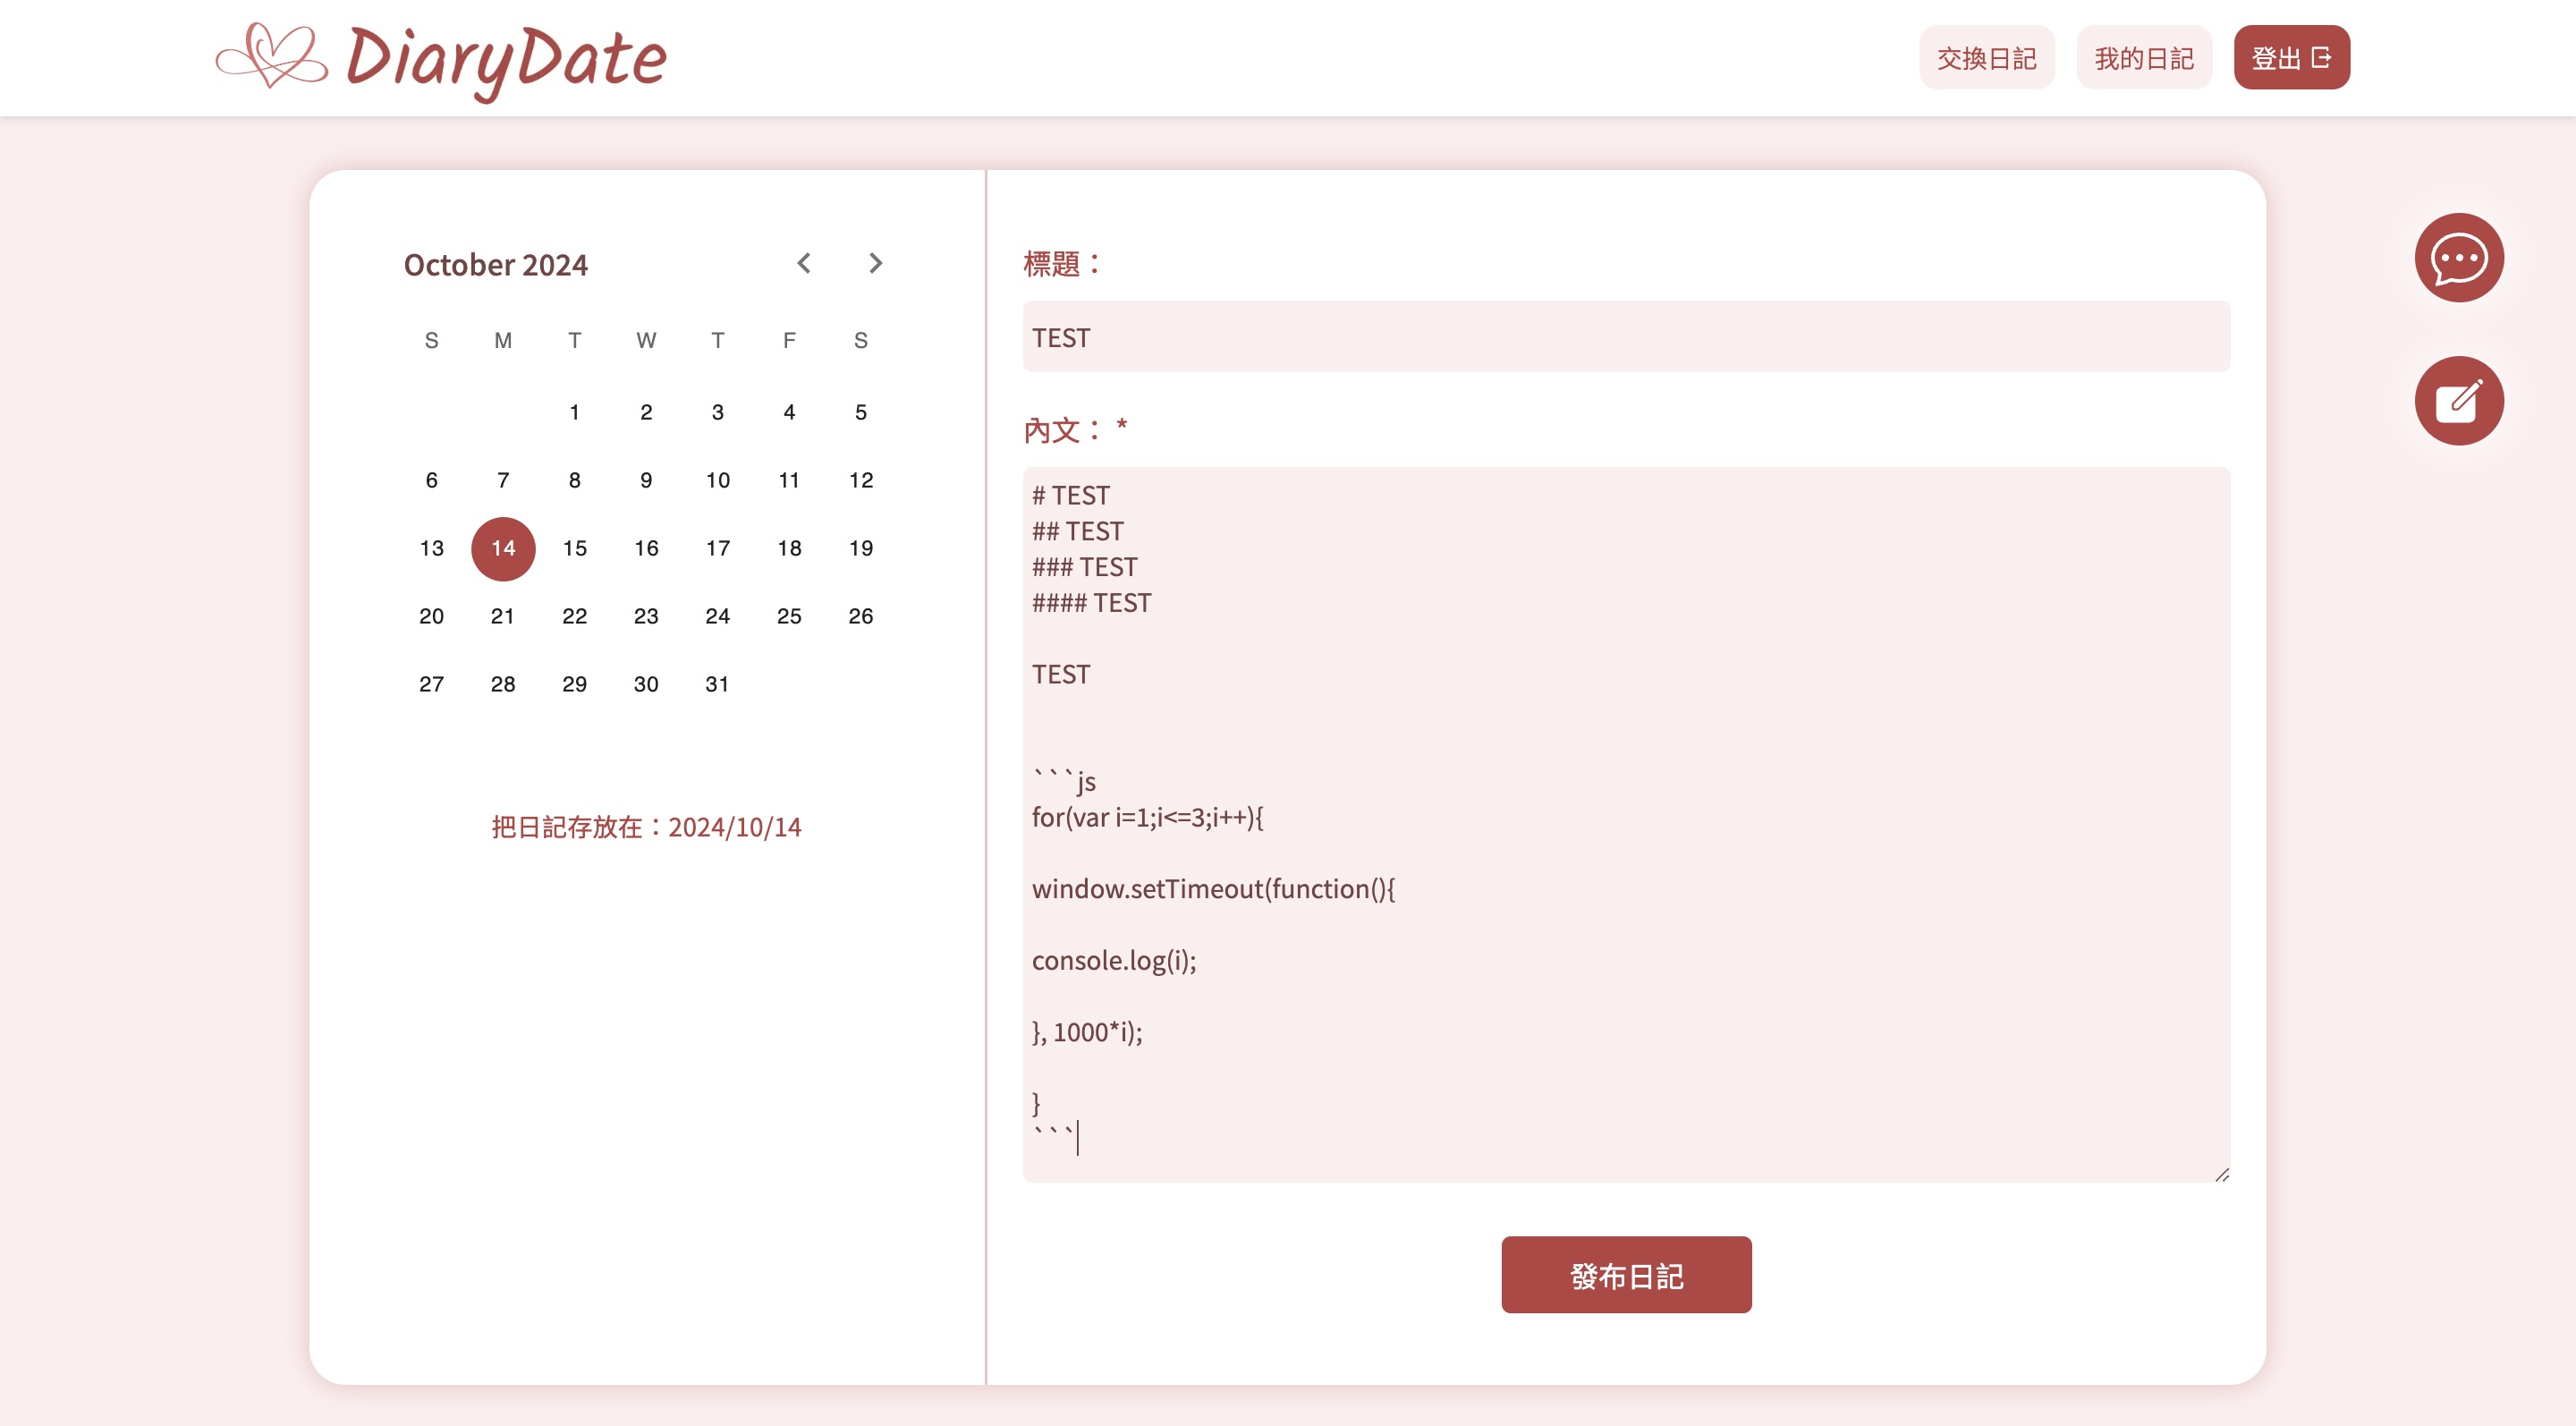 DiaryDate
交換日記
我的日記
登出
October 2024
S M T W T F S
1 2 3 4 5
6 7 8 9 10 11 12
13 14 15 16 17 18 19
20 21 22 23 24 25 26
27 28 29 30 31
把日記存放在：2024/10/14
標題：
TEST
內文： *
# TEST
## TEST
### TEST
#### TEST
TEST
```js
for(var i=1;i<=3;i++){
window.setTimeout(function(){
console.log(i);
}, 1000*i);
}
```
發布日記